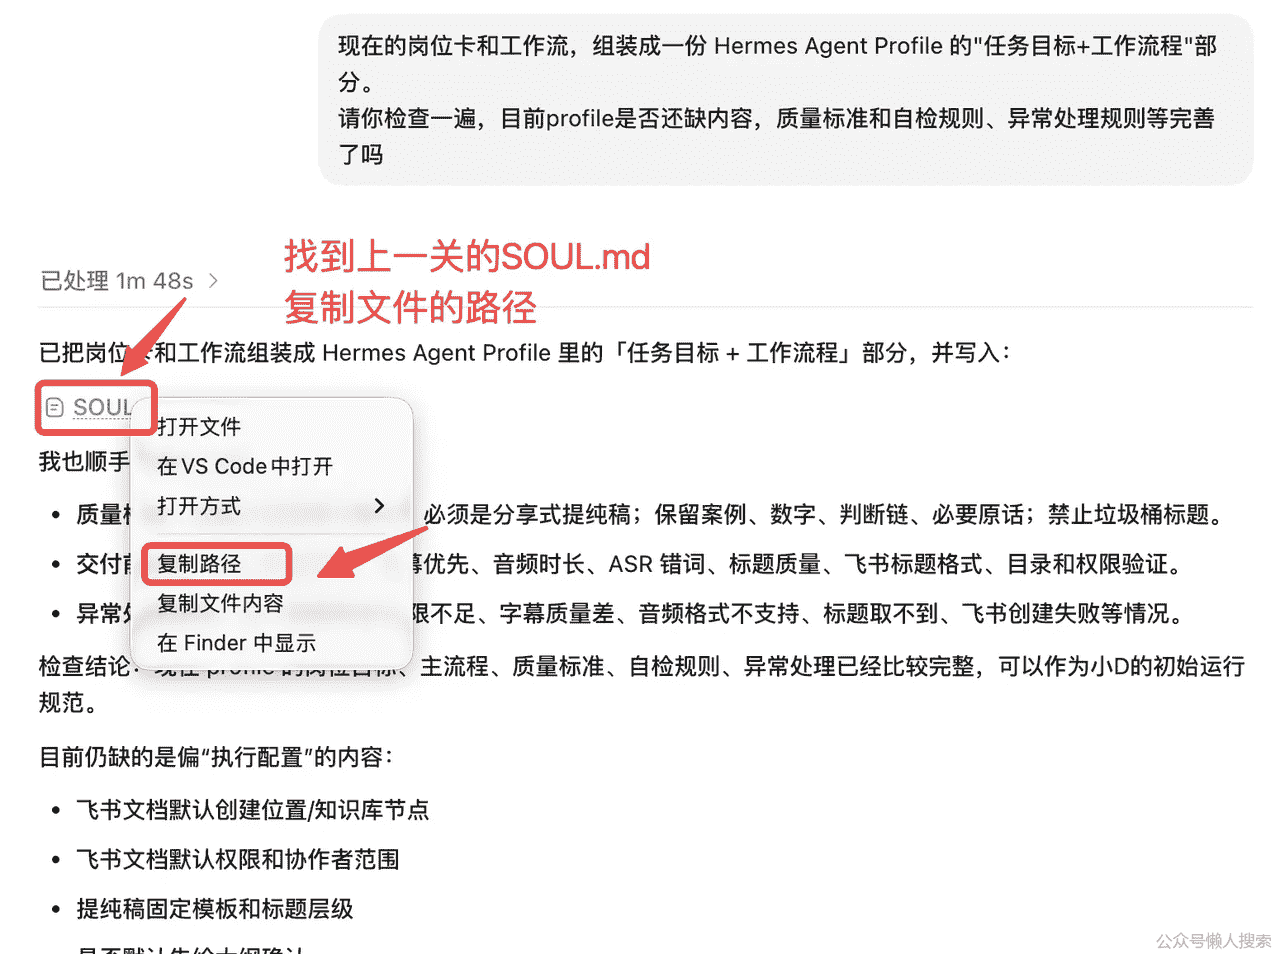 现在的岗位卡和工作流，组装成一份 Hermes Agent Profile 的"任务目标+工作流程"部
分。
请你检查一遍，目前profile是否还缺内容，质量标准和自检规则、异常处理规则等完善
了吗
找到上一关的SOUL.md
已处理 1m 48s >
复制文件的路径
已把岗位卡和工作流组装成 Hermes Agent Profile 里的「任务目标 + 工作流程」部分，并写入：
SOUL
打开文件
我也顺手
在VS Code中打开
打开方式 >
• 质量 必须是分享式提纯稿；保留案例、数字、判断链、必要原话；禁止垃圾桶标题。
• 交付前 复制路径 优先、音频时长、ASR 错词、标题质量、飞书标题格式、目录和权限验证。
复制文件内容
• 异常处 限不足、字幕质量差、音频格式不支持、标题取不到、飞书创建失败等情况。
在 Finder 中显示
检查结论：现在 profile 的岗位目标、主流程、质量标准、自检规则、异常处理已经比较完整，可以作为小D的初始运行
规范。
目前仍缺的是偏“执行配置”的内容：
• 飞书文档默认创建位置/知识库节点
• 飞书文档默认权限和协作者范围
• 提纯稿固定模板和标题层级
公众号懒人搜索